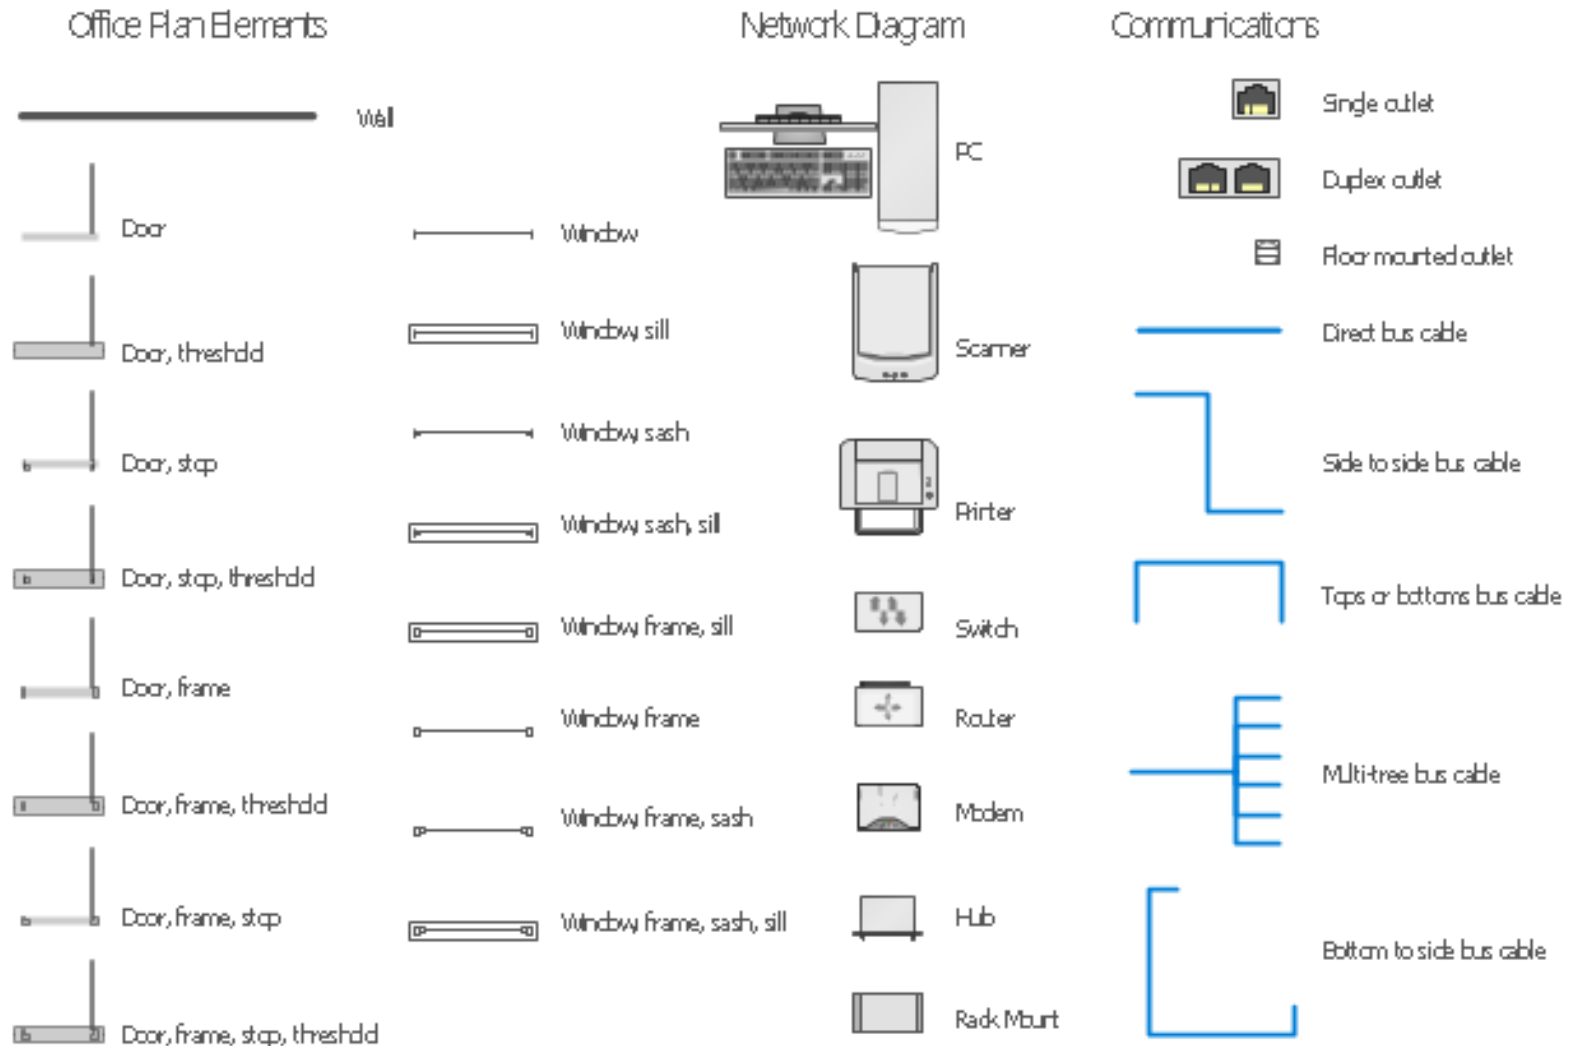 Office Plan Elements
Wall
Door
Door, threshold
Door, stop
Door, stop, threshold
Door, frame
Door, frame, threshold
Door, frame, stop
Door, frame, stop, threshold
Window
Window, sill
Window, sash
Window, sash, sill
Window, frame, sill
Window, frame
Window, frame, sash
Window, frame, sash, sill
Network Diagram
PC
Scanner
Printer
Switch
Router
Modem
Hub
Rack Mount
Communications
Single outlet
Duplex outlet
Floor mounted outlet
Direct bus cable
Side to side bus cable
Tops or bottoms bus cable
Multi-tree bus cable
Bottom to side bus cable